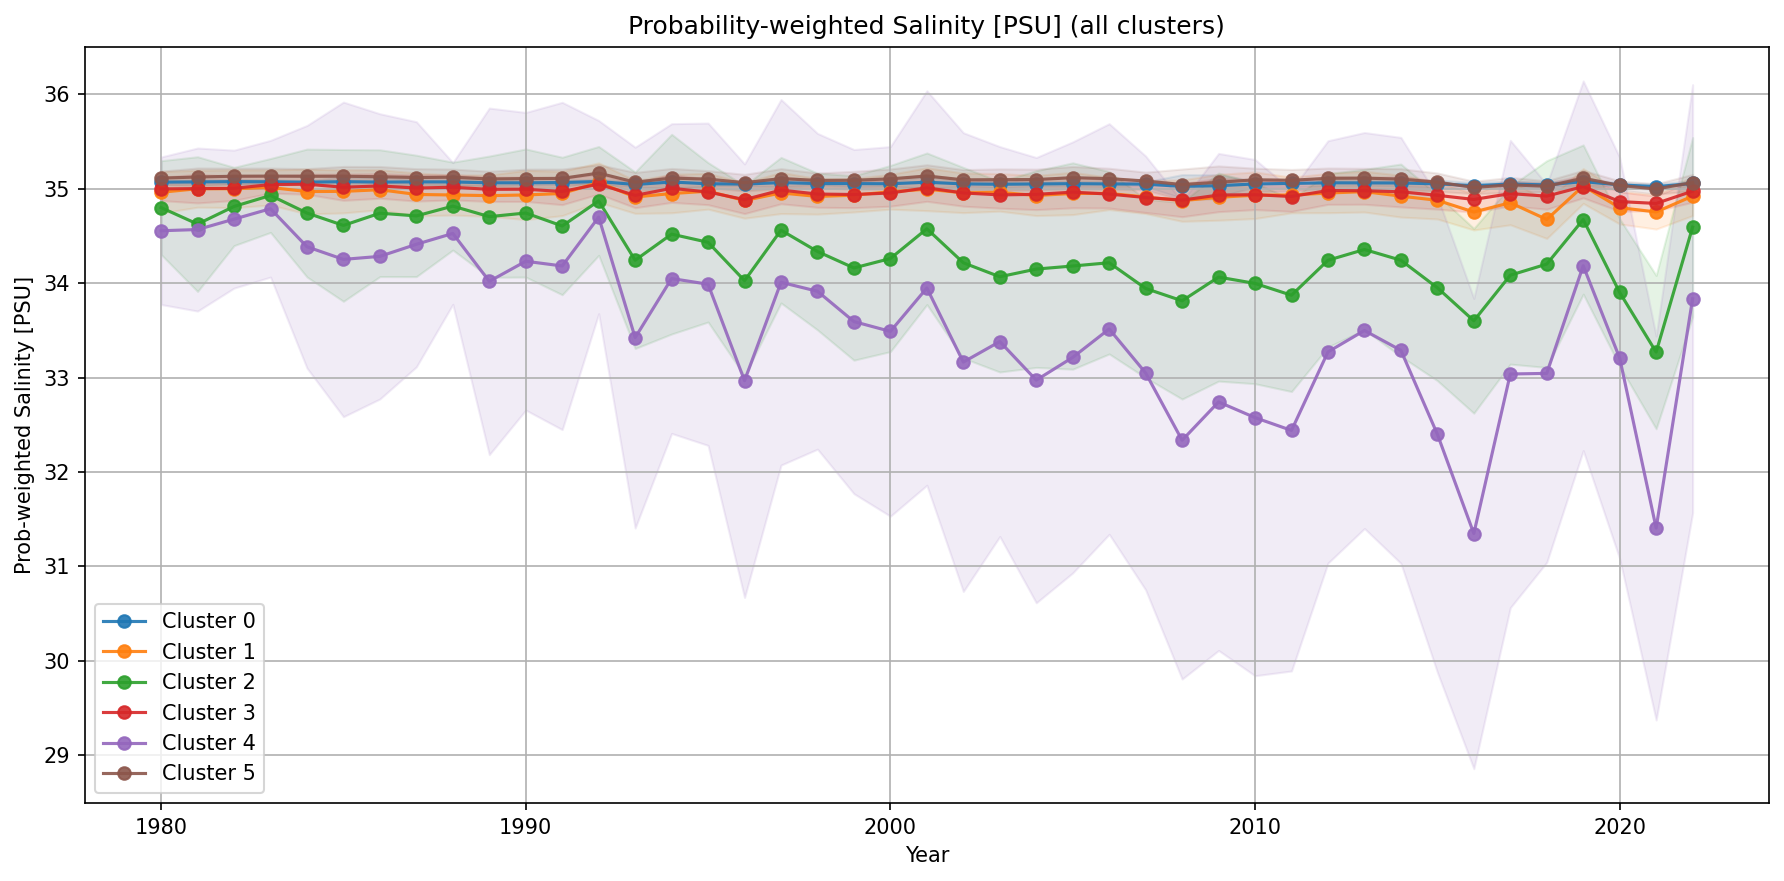 Probability-weighted Salinity [PSU] (all clusters)
Prob-weighted Salinity [PSU]
36
35
34
33
32
31
30
29
Cluster 0
Cluster 1
Cluster 2
Cluster 3
Cluster 4
Cluster 5
1980
1990
2000
2010
2020
Year